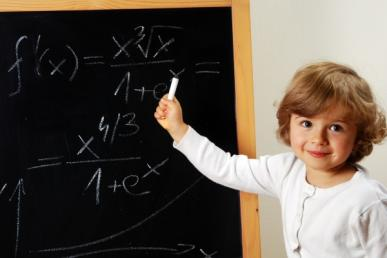 f'(x) = x∛x / 1+eˣ =
= x^4/3 / 1+eˣ
x